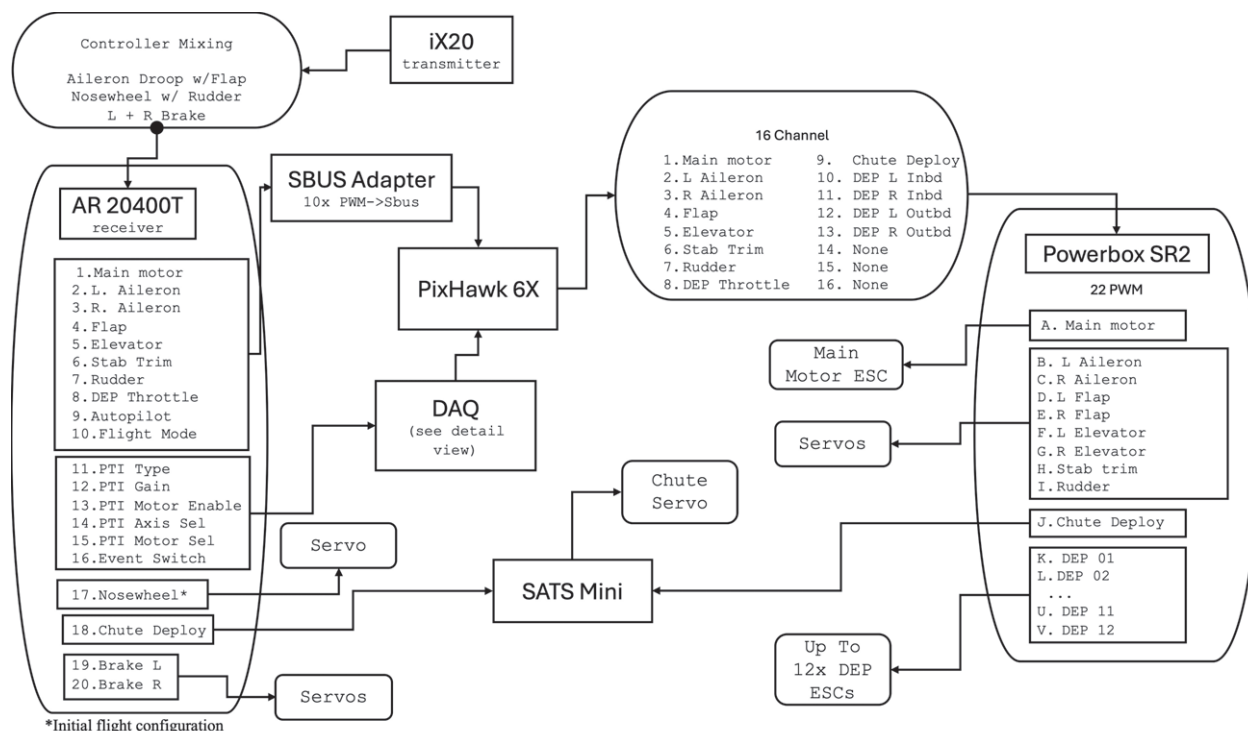 Controller Mixing
Aileron Droop w/Flap
Nosewheel w/ Rudder
L + R Brake
iX20
transmitter
AR 20400T
receiver
1.Main motor
2.L. Aileron
3.R. Aileron
4.Flap
5.Elevator
6.Stab Trim
7.Rudder
8.DEP Throttle
9.Autopilot
10.Flight Mode
11.PTI Type
12.PTI Gain
13.PTI Motor Enable
14.PTI Axis Sel
15.PTI Motor Sel
16.Event Switch
17.Nosewheel*
18.Chute Deploy
19.Brake L
20.Brake R
*Initial flight configuration
SBUS Adapter
10x PWM->Sbus
PixHawk 6X
DAQ
(see detail
view)
Servo
Servos
SATS Mini
Chute
Servo
16 Channel
1.Main motor
2.L Aileron
3.R Aileron
4.Flap
5.Elevator
6.Stab Trim
7.Rudder
8.DEP Throttle
9. Chute Deploy
10. DEP L Inbd
11. DEP R Inbd
12. DEP L Outbd
13. DEP R Outbd
14. None
15. None
16. None
Powerbox SR2
22 PWM
A. Main motor
B. L Aileron
C.R Aileron
D.L Flap
E.R Flap
F.L Elevator
G.R Elevator
H.Stab trim
I.Rudder
J.Chute Deploy
K. DEP 01
L.DEP 02
...
U. DEP 11
V. DEP 12
Main
Motor ESC
Servos
Up To
12x DEP
ESCs